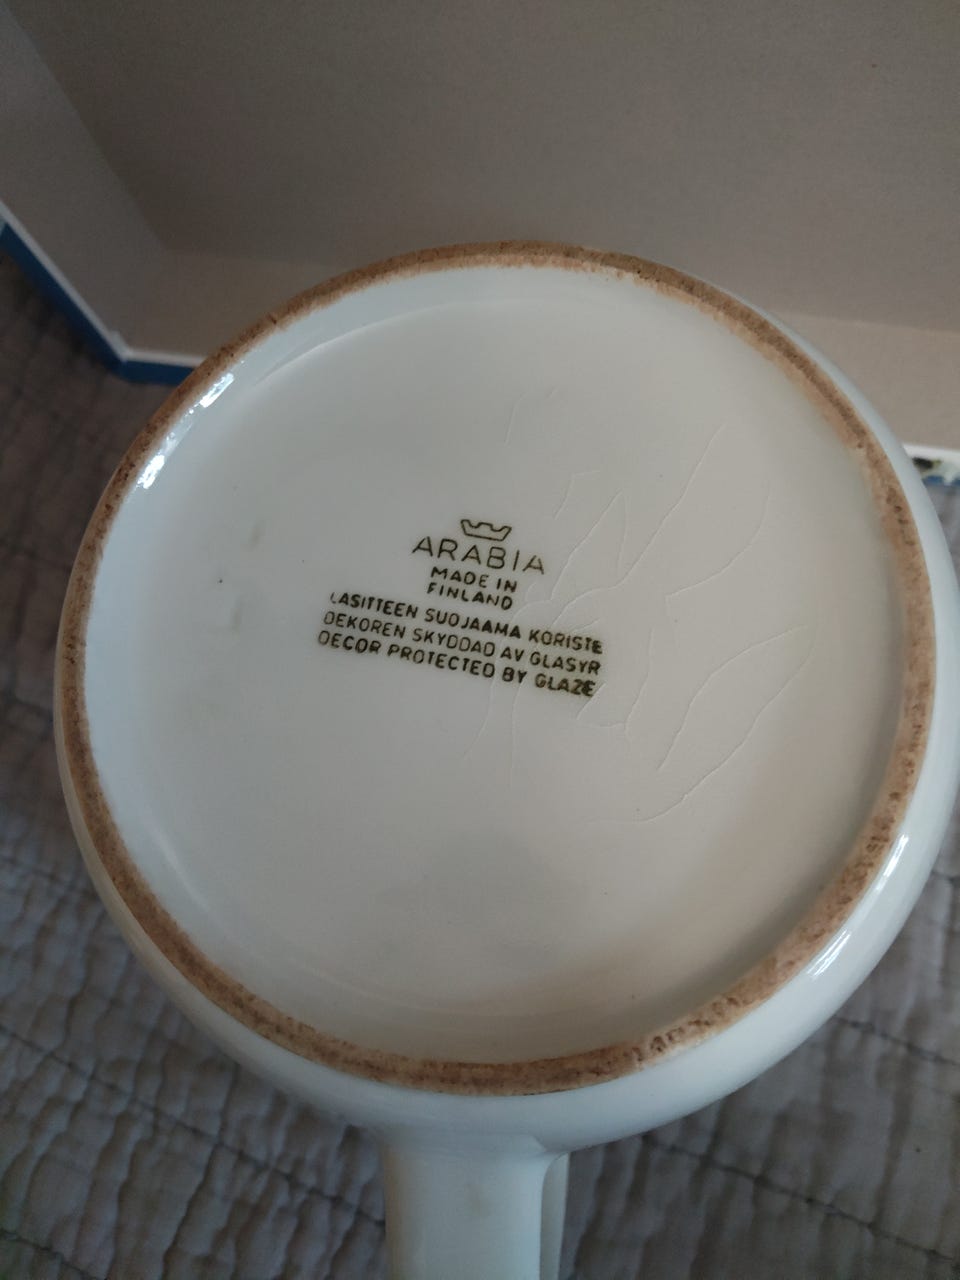 ARABIA
MADE IN
FINLAND
LASITTEEN SUOJAAMA KORISTE
DEKOREN SKYDDAD AV GLASYR
DECOR PROTECTED BY GLAZE